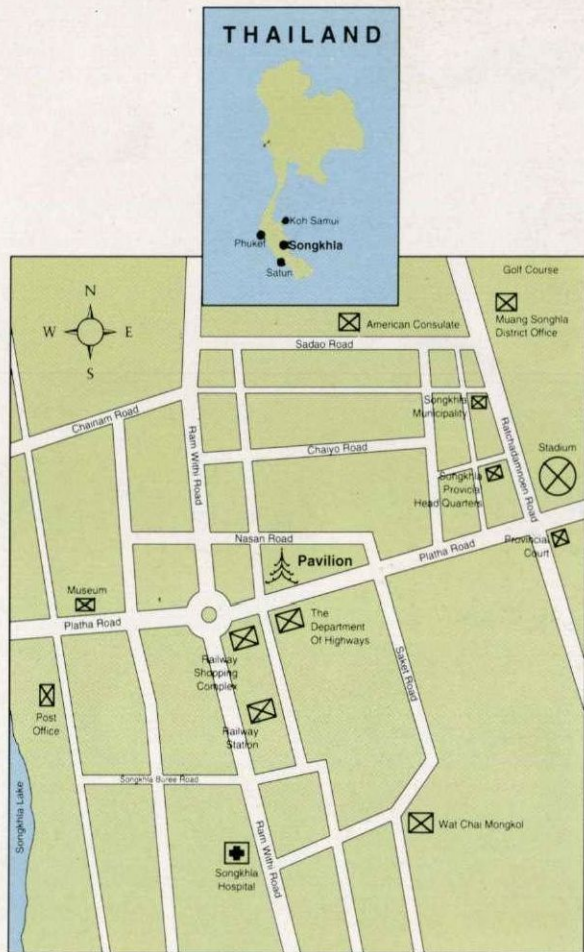 THAILAND
Koh Samui
Phuket
Songkhla
Satun
Golf Course
N
W E
S
American Consulate
Muang Songhla
District Office
Sadao Road
Chainam Road
Ram Withi Road
Songkhla
Municipality
Ratchadamnoen Road
Chaiyo Road
Stadium
Songkhla
Provicial
Head Quarters
Nasan Road
Platha Road
Provincial
Court
Pavilion
Museum
Platha Road
The
Department
Of Highways
Railway
Shopping
Complex
Saket Road
Post
Office
Railway
Station
Songkhla Buree Road
Songkhla Lake
Wat Chai Mongkol
Ram Withi Road
Songkhla
Hospital